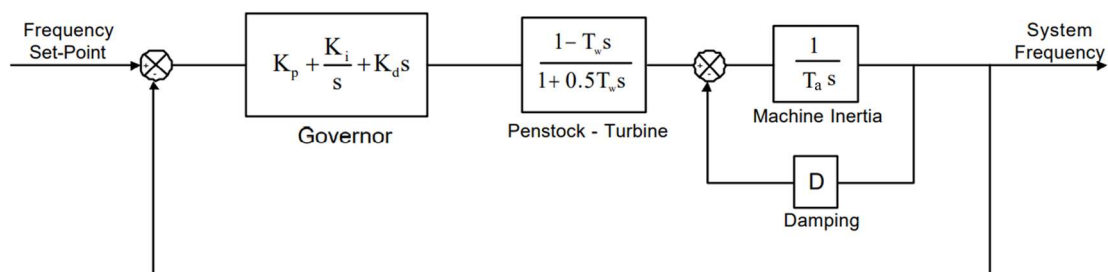 Frequency
Set-Point
+
-
K_p + K_i/s + K_d s
Governor
1 - T_w s
1 + 0.5T_w s
Penstock - Turbine
+
-
1
T_a s
Machine Inertia
D
Damping
System
Frequency